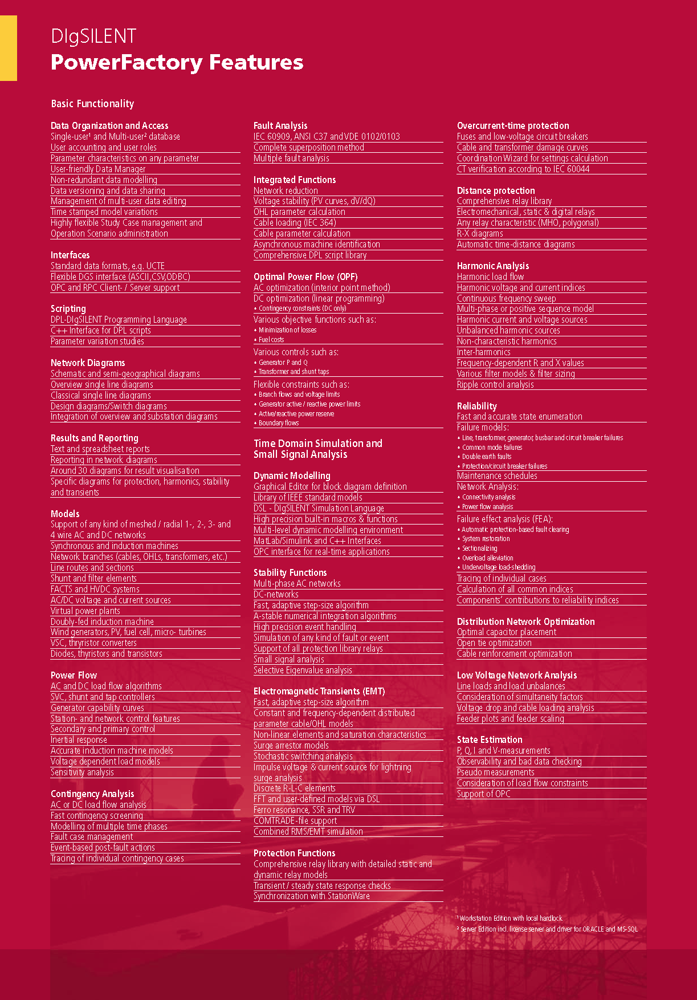 DIgSILENT
PowerFactory Features
Basic Functionality
Data Organization and Access
Single-user¹ and Multi-user² database
User accounting and user roles
Parameter characteristics on any parameter
User-friendly Data Manager
Non-redundant data modelling
Data versioning and data sharing
Management of multi-user data editing
Time stamped model variations
Highly flexible Study Case management and
Operation Scenario administration
Interfaces
Standard data formats, e.g. UCTE
Flexible DGS interface (ASCII,CSV,ODBC)
OPC and RPC Client- / Server support
Scripting
DPL-DIgSILENT Programming Language
C++ Interface for DPL scripts
Parameter variation studies
Network Diagrams
Schematic and semi-geographical diagrams
Overview single line diagrams
Classical single line diagrams
Design diagrams/Switch diagrams
Integration of overview and substation diagrams
Results and Reporting
Text and spreadsheet reports
Reporting in network diagrams
Around 30 diagrams for result visualisation
Specific diagrams for protection, harmonics, stability
and transients
Models
Support of any kind of meshed / radial 1-, 2-, 3- and
4 wire AC and DC networks
Synchronous and induction machines
Network branches (cables, OHLs, transformers, etc.)
Line routes and sections
Shunt and filter elements
FACTS and HVDC systems
AC/DC voltage and current sources
Virtual power plants
Doubly-fed induction machine
Wind generators, PV, fuel cell, micro- turbines
VSC, thryristor converters
Diodes, thyristors and transistors
Power Flow
AC and DC load flow algorithms
SVC, shunt and tap controllers
Generator capability curves
Station- and network control features
Secondary and primary control
Inertial response
Accurate induction machine models
Voltage dependent load models
Sensitivity analysis
Contingency Analysis
AC or DC load flow analysis
Fast contingency screening
Modelling of multiple time phases
Fault case management
Event-based post-fault actions
Tracing of individual contingency cases
Fault Analysis
IEC 60909, ANSI C37 and VDE 0102/0103
Complete superposition method
Multiple fault analysis
Integrated Functions
Network reduction
Voltage stability (PV curves, dV/dQ)
OHL parameter calculation
Cable loading (IEC 364)
Cable parameter calculation
Asynchronous machine identification
Comprehensive DPL script library
Optimal Power Flow (OPF)
AC optimization (interior point method)
DC optimization (linear programming)
• Contingency constraints (DC only)
Various objective functions such as:
• Minimization of losses
• Fuel costs
Various controls such as:
• Generator P and Q
• Transformer and shunt taps
Flexible constraints such as:
• Branch flows and voltage limits
• Generator active / reactive power limits
• Active/reactive power reserve
• Boundary flows
Time Domain Simulation and
Small Signal Analysis
Dynamic Modelling
Graphical Editor for block diagram definition
Library of IEEE standard models
DSL - DIgSILENT Simulation Language
High precision built-in macros & functions
Multi-level dynamic modelling environment
MatLab/Simulink and C++ Interfaces
OPC interface for real-time applications
Stability Functions
Multi-phase AC networks
DC-networks
Fast, adaptive step-size algorithm
A-stable numerical integration algorithms
High precision event handling
Simulation of any kind of fault or event
Support of all protection library relays
Small signal analysis
Selective Eigenvalue analysis
Electromagnetic Transients (EMT)
Fast, adaptive step-size algorithm
Constant and frequency-dependent distributed
parameter cable/OHL models
Non-linear elements and saturation characteristics
Surge arrestor models
Stochastic switching analysis
Impulse voltage & current source for lightning
surge analysis
Discrete R-L-C elements
FFT and user-defined models via DSL
Ferro resonance, SSR and TRV
COMTRADE-file support
Combined RMS/EMT simulation
Protection Functions
Comprehensive relay library with detailed static and
dynamic relay models
Transient / steady state response checks
Synchronization with StationWare
Overcurrent-time protection
Fuses and low-voltage circuit breakers
Cable and transformer damage curves
Coordination Wizard for settings calculation
CT verification according to IEC 60044
Distance protection
Comprehensive relay library
Electromechanical, static & digital relays
Any relay characteristic (MHO, polygonal)
R-X diagrams
Automatic time-distance diagrams
Harmonic Analysis
Harmonic load flow
Harmonic voltage and current indices
Continuous frequency sweep
Multi-phase or positive sequence model
Harmonic current and voltage sources
Unbalanced harmonic sources
Non-characteristic harmonics
Inter-harmonics
Frequency-dependent R and X values
Various filter models & filter sizing
Ripple control analysis
Reliability
Fast and accurate state enumeration
Failure models:
• Line, transformer, generator, busbar and circuit breaker failures
• Common mode failures
• Double earth faults
• Protection/circuit breaker failures
Maintenance schedules
Network Analysis:
• Connectivity analysis
• Power flow analysis
Failure effect analysis (FEA):
• Automatic protection-based fault clearing
• System restoration
• Sectionalizing
• Overload alleviation
• Undervoltage load-shedding
Tracing of individual cases
Calculation of all common indices
Components' contributions to reliability indices
Distribution Network Optimization
Optimal capacitor placement
Open tie optimization
Cable reinforcement optimization
Low Voltage Network Analysis
Line loads and load unbalances
Consideration of simultaneity factors
Voltage drop and cable loading analysis
Feeder plots and feeder scaling
State Estimation
P, Q, I and V-measurements
Observability and bad data checking
Pseudo measurements
Consideration of load flow constraints
Support of OPC
¹ Workstation Edition with local hardlock.
² Server Edition incl. license server and driver for ORACLE and MS-SQL